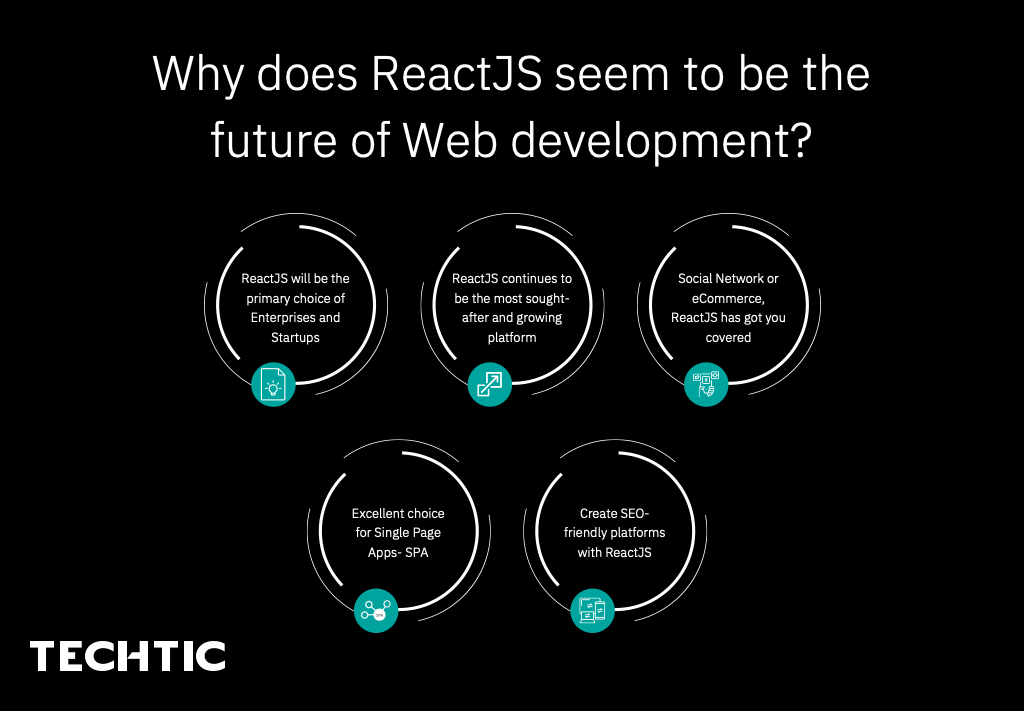 Why does ReactJS seem to be the
future of Web development?
ReactJS will be the
primary choice of
Enterprises and
Startups
ReactJS continues to
be the most sought-
after and growing
platform
Social Network or
eCommerce,
ReactJS has got you
covered
Excellent choice
for Single Page
Apps- SPA
Create SEO-
friendly platforms
with ReactJS
TECHTIC